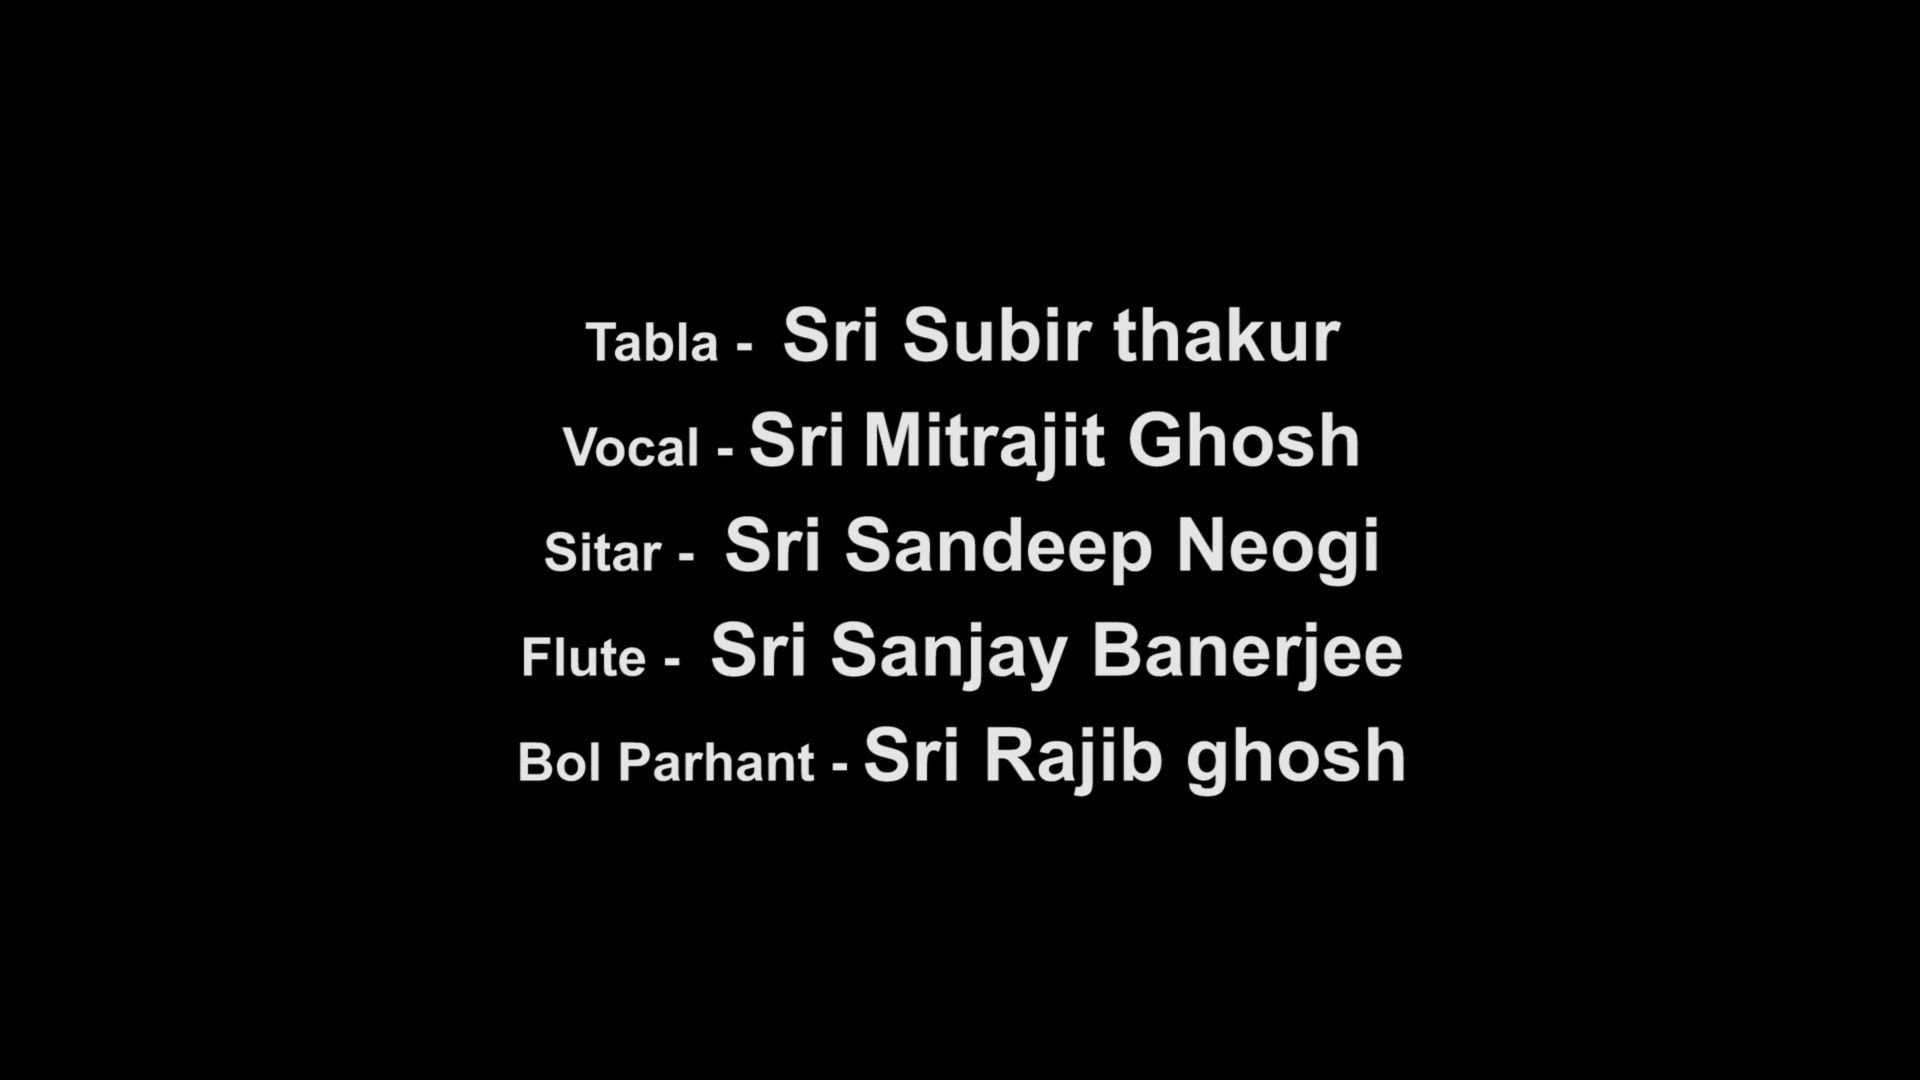 Tabla - Sri Subir thakur
Vocal - Sri Mitrajit Ghosh
Sitar - Sri Sandeep Neogi
Flute - Sri Sanjay Banerjee
Bol Parhant - Sri Rajib ghosh